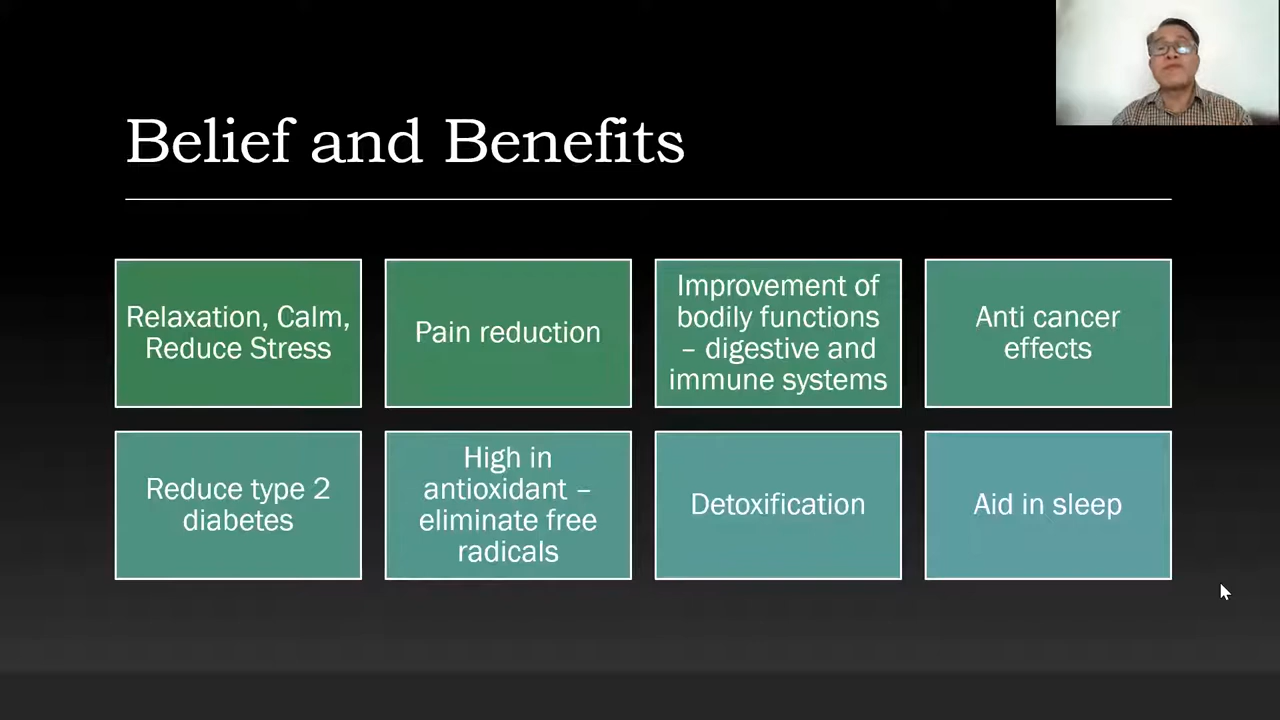 Belief and Benefits
Relaxation, Calm,
Reduce Stress
Pain reduction
Improvement of
bodily functions
– digestive and
immune systems
Anti cancer
effects
Reduce type 2
diabetes
High in
antioxidant –
eliminate free
radicals
Detoxification
Aid in sleep